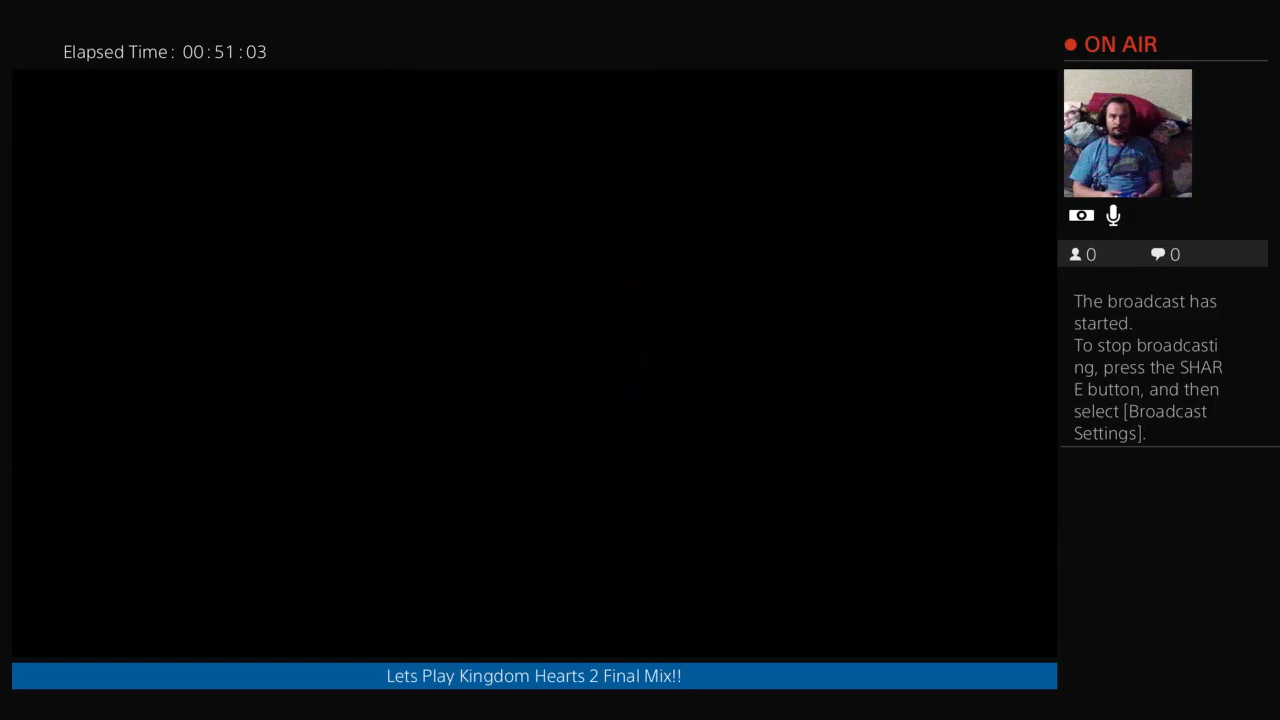 Elapsed Time: 00:51:03
ON AIR
0 0
The broadcast has
started.
To stop broadcasti
ng, press the SHAR
E button, and then
select [Broadcast
Settings].
Lets Play Kingdom Hearts 2 Final Mix!!